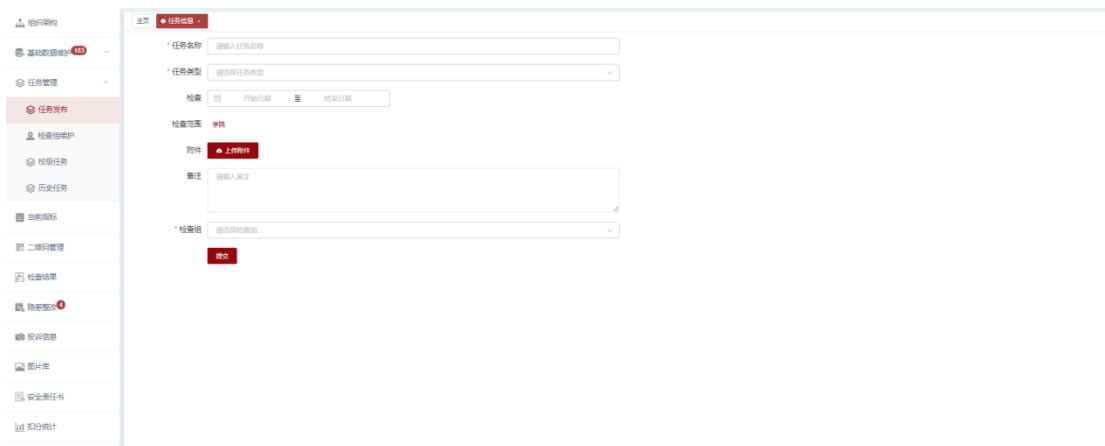 组织架构
基础数据维护 183
任务管理
任务发布
检查组维护
校级任务
历史任务
当前指标
二维码管理
检查结果
隐患整改 4
投诉信息
图片库
安全责任书
扣分统计
主页 任务信息 ×
* 任务名称 请输入任务名称
* 任务类型 请选择任务类型
检查 开始日期 至 结束日期
检查范围 学院
附件 上传附件
备注 请输入备注
* 检查组 请选择检查组
提交